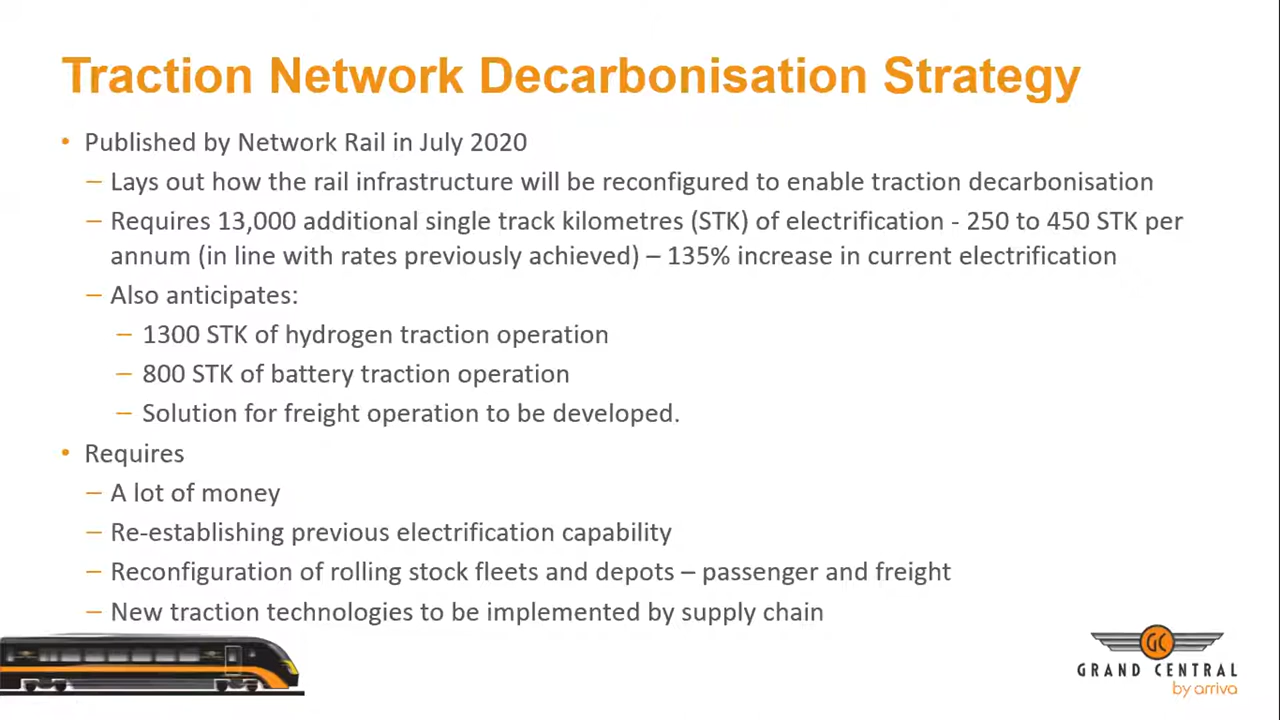 Traction Network Decarbonisation Strategy
• Published by Network Rail in July 2020
– Lays out how the rail infrastructure will be reconfigured to enable traction decarbonisation
– Requires 13,000 additional single track kilometres (STK) of electrification - 250 to 450 STK per
annum (in line with rates previously achieved) – 135% increase in current electrification
– Also anticipates:
– 1300 STK of hydrogen traction operation
– 800 STK of battery traction operation
– Solution for freight operation to be developed.
• Requires
– A lot of money
– Re-establishing previous electrification capability
– Reconfiguration of rolling stock fleets and depots – passenger and freight
– New traction technologies to be implemented by supply chain
GC
GRAND CENTRAL
by arriva